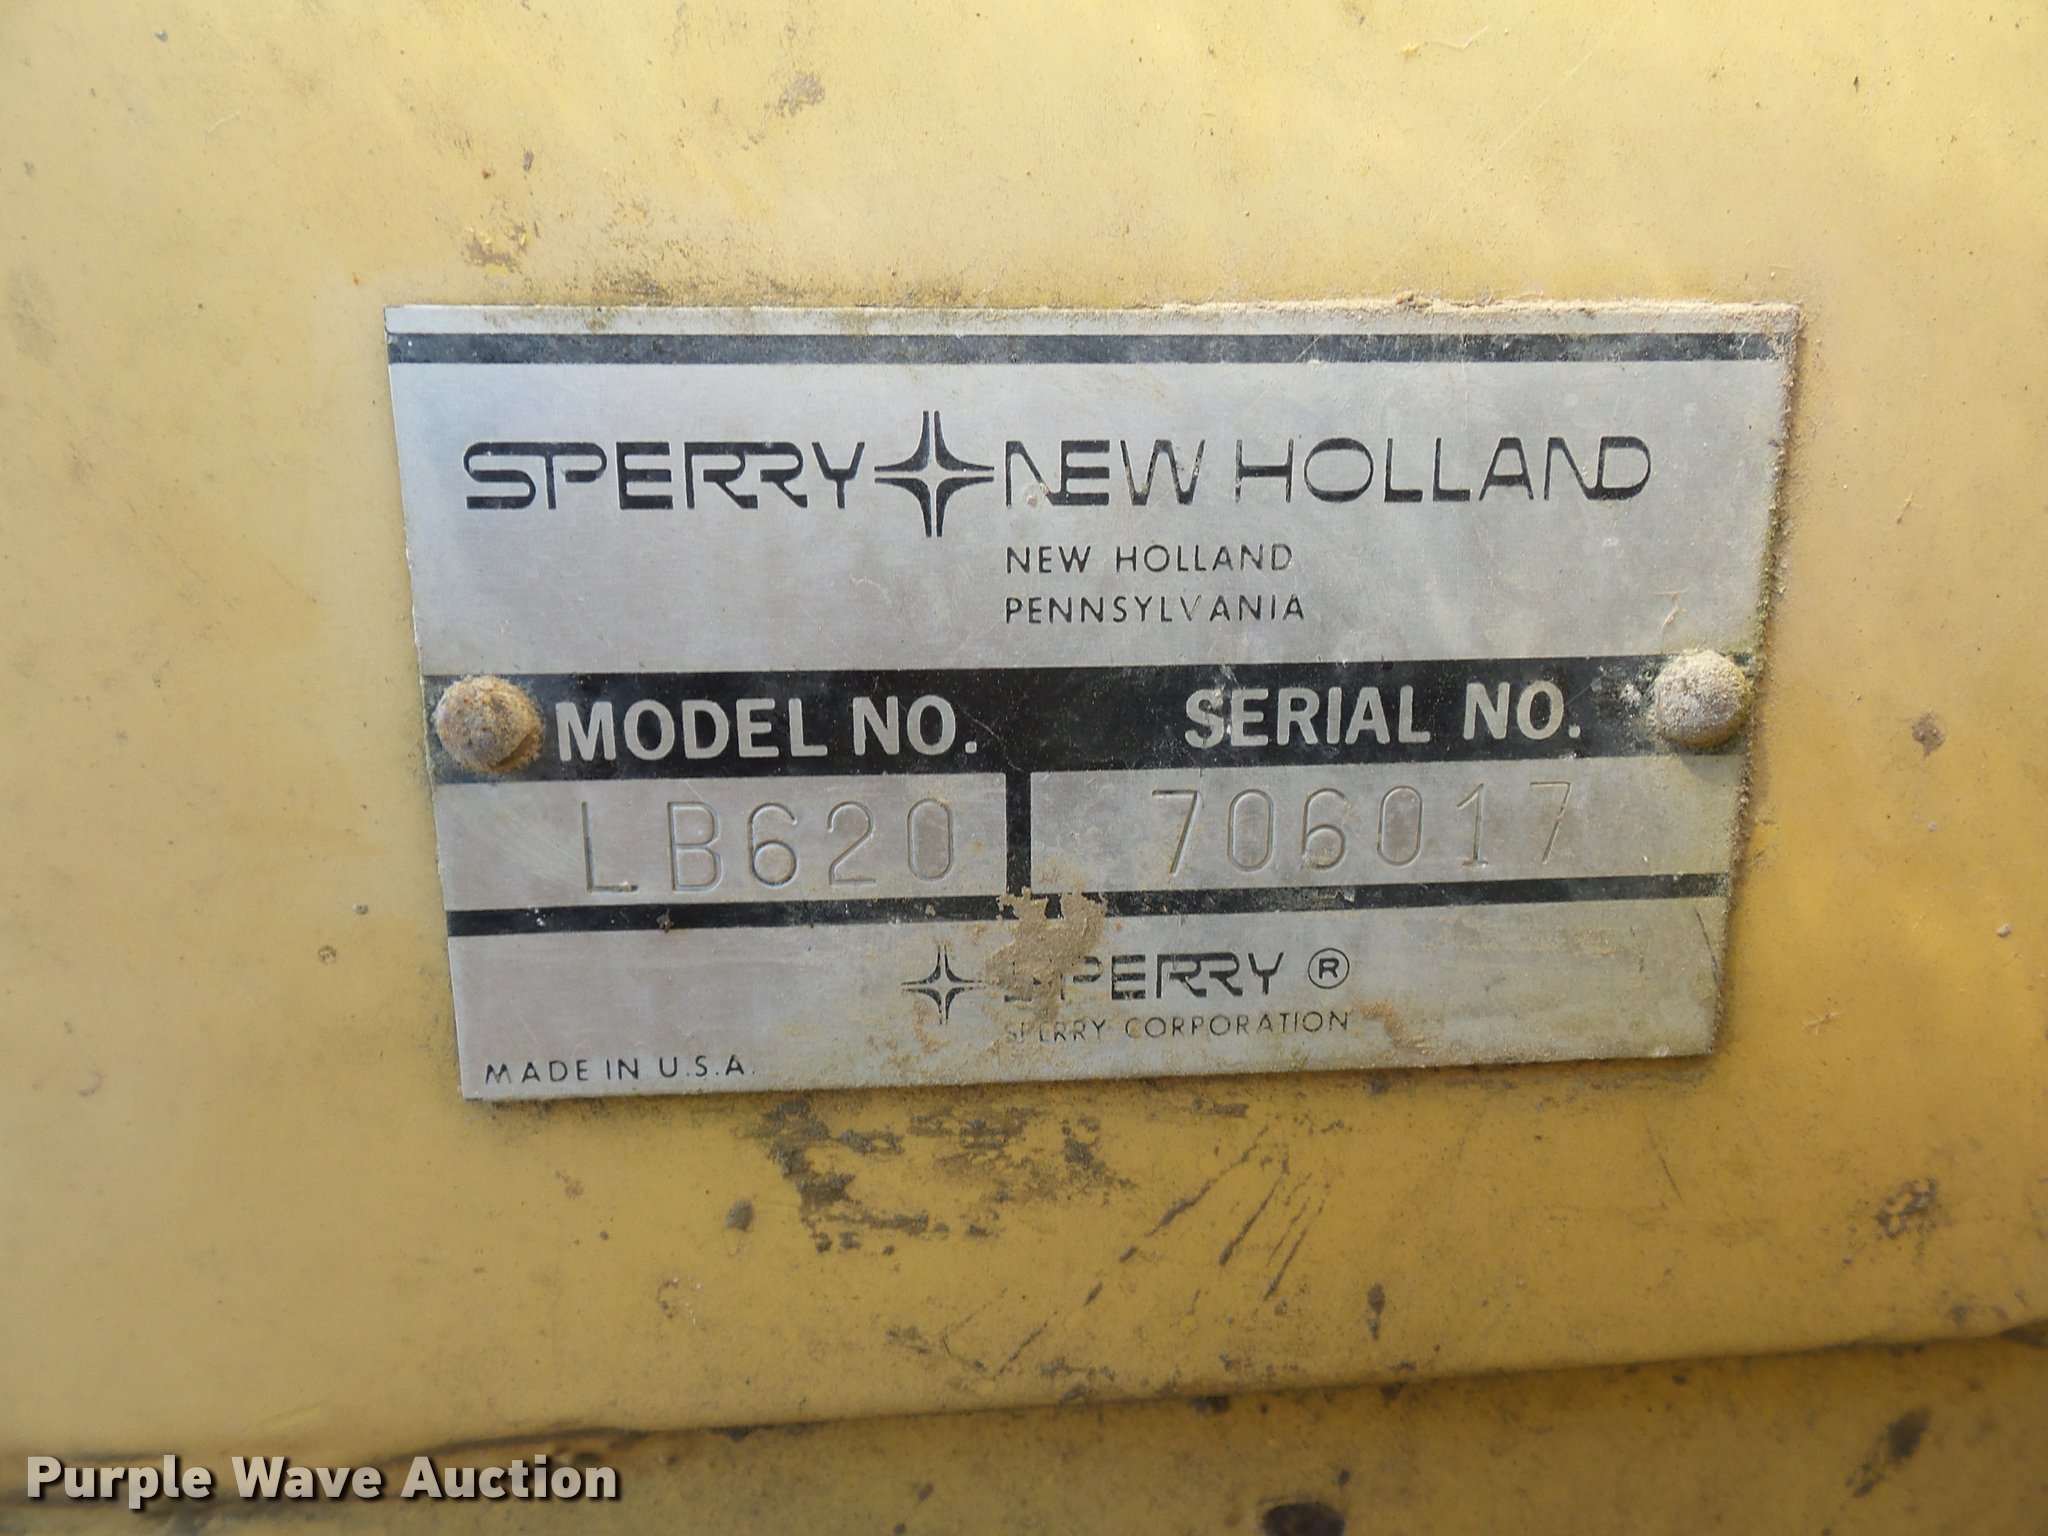 SPERRY NEW HOLLAND
NEW HOLLAND
PENNSYLVANIA
MODEL NO. SERIAL NO.
LB620 706017
SPERRY ®
SPERRY CORPORATION
MADE IN U.S.A.
Purple Wave Auction